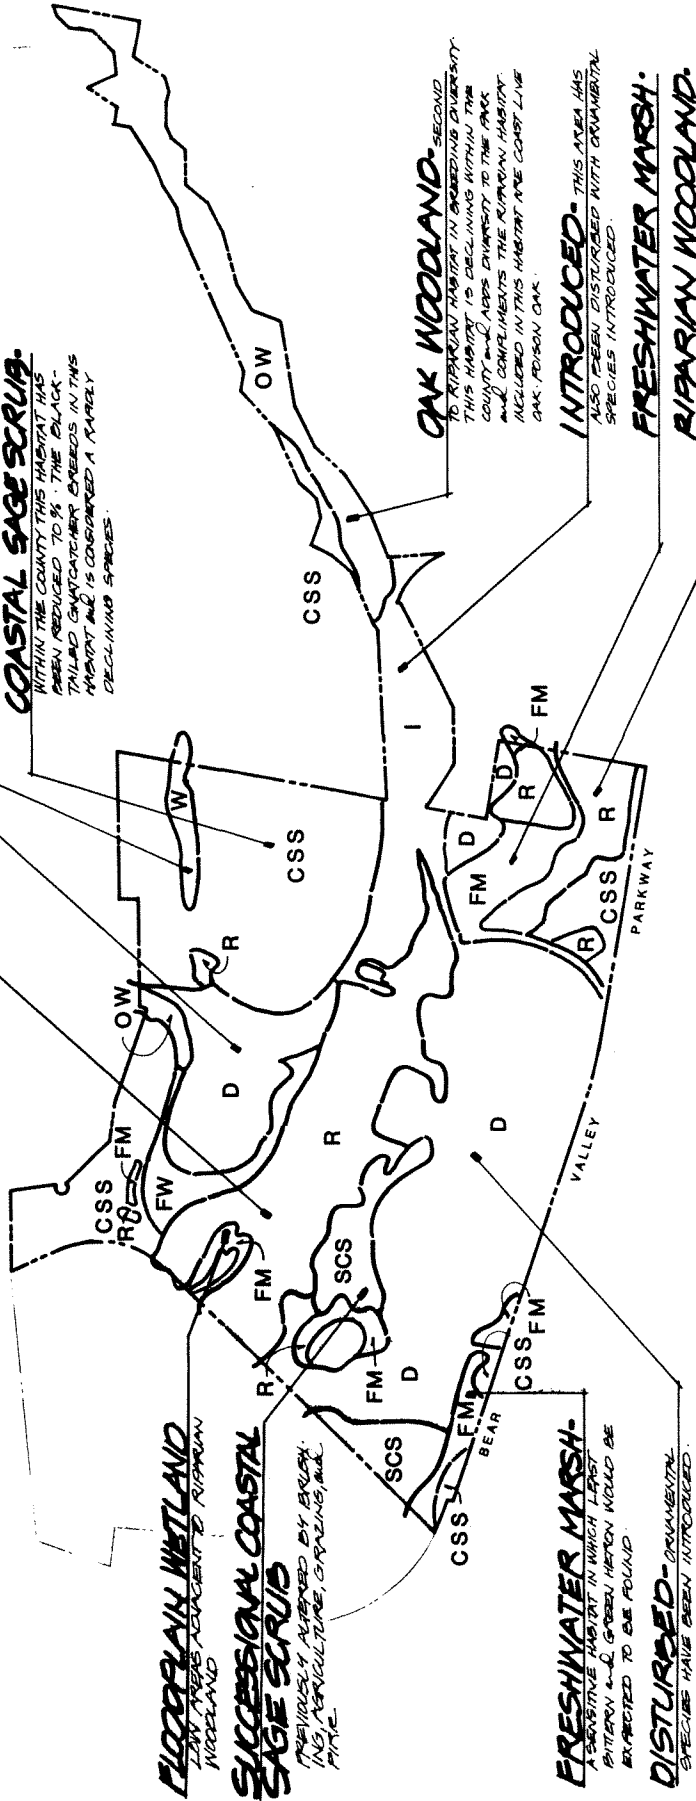 COASTAL SAGE SCRUB-
WITHIN THE COUNTY THIS HABITAT HAS
BEEN REDUCED 70%. THE BLACK-
TAILED GNATCATCHER BREEDS IN THIS
HABITAT and IS CONSIDERED A RAPIDLY
DECLINING SPECIES.
OAK WOODLAND- SECOND
TO RIPARIAN HABITAT IN BREEDING DIVERSITY.
THIS HABITAT IS DECLINING WITHIN THE
COUNTY and ADDS DIVERSITY TO THE PARK
and COMPLIMENTS THE RIPARIAN HABITAT.
INCLUDED IN THIS HABITAT ARE COAST LIVE
OAK, POISON OAK.
INTRODUCED- THIS AREA HAS
ALSO BEEN DISTURBED WITH ORNAMENTAL
SPECIES INTRODUCED.
FRESHWATER MARSH-
RIPARIAN WOODLAND-
FLOODPLAIN WETLAND
LOW AREAS ADJACENT TO RIPARIAN
WOODLAND
SUCCESSIONAL COASTAL
SAGE SCRUB
PREVIOUSLY ALTERED BY BRUSH-
ING, AGRICULTURE, GRAZING, and
FIRE
FRESHWATER MARSH-
A SENSITIVE HABITAT IN WHICH LEAST
BITTERN and GREEN HERON WOULD BE
EXPECTED TO BE FOUND.
DISTURBED- ORNAMENTAL
SPECIES HAVE BEEN INTRODUCED.
OW
CSS
W
CSS
R
OW
D
CSS
FM
R
FW
FM
R
SCS
R
FM
D
SCS
FM
CSS
CSS
FM
D
I
D
D
R
FM
FM
R
CSS
R
BEAR VALLEY PARKWAY